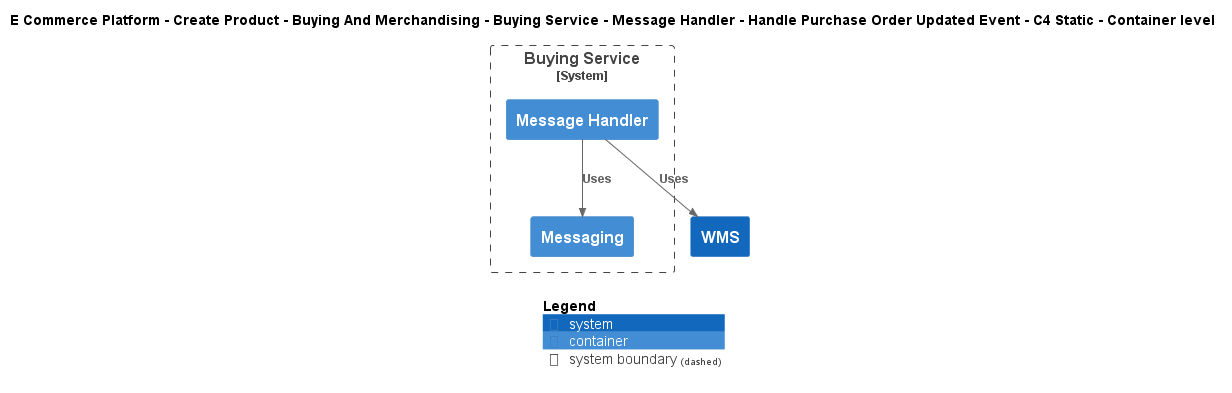 E Commerce Platform - Create Product - Buying And Merchandising - Buying Service - Message Handler - Handle Purchase Order Updated Event - C4 Static - Container level
Buying Service
[System]
Message Handler
Uses
Uses
Messaging
WMS
Legend
system
container
system boundary (dashed)